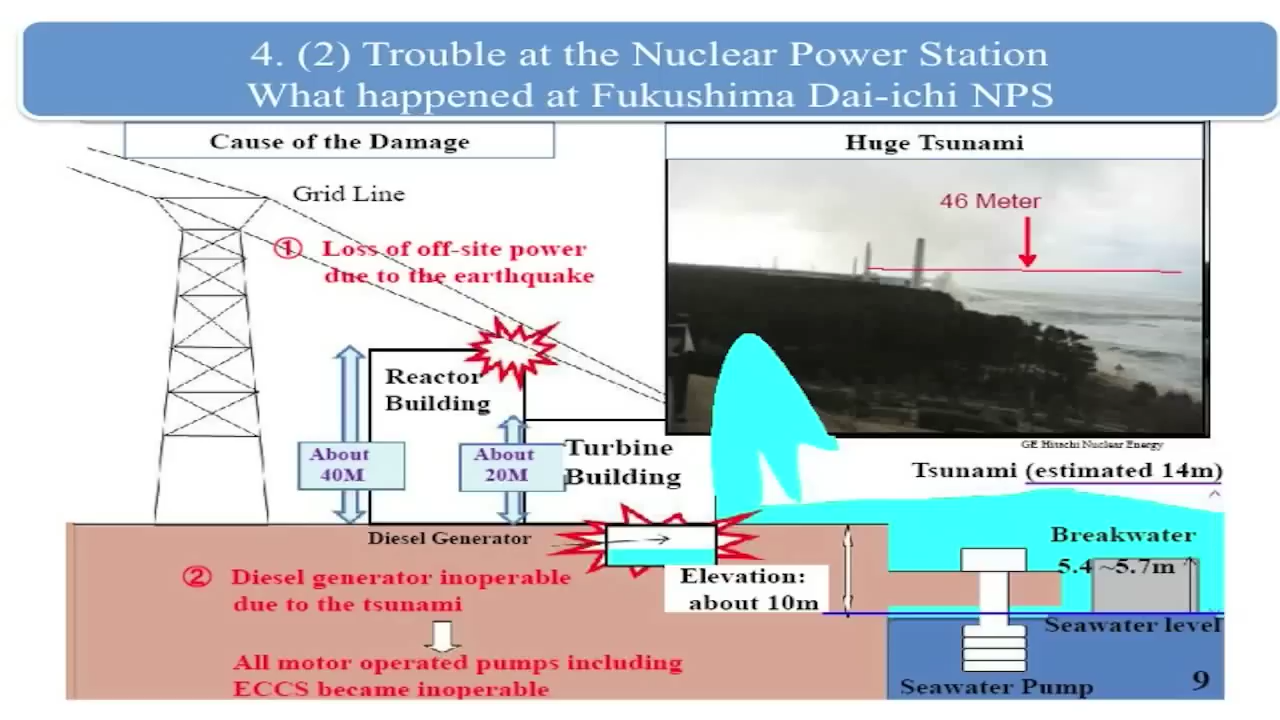 4. (2) Trouble at the Nuclear Power Station
What happened at Fukushima Dai-ichi NPS
Cause of the Damage
Huge Tsunami
Grid Line
46 Meter
① Loss of off-site power
due to the earthquake
Reactor
Building
About
40M
About
20M
Turbine
Building
GE Hitachi Nuclear Energy
Tsunami (estimated 14m)
Diesel Generator
Breakwater
5.4 ~5.7m
② Diesel generator inoperable
due to the tsunami
Elevation:
about 10m
Seawater level
All motor operated pumps including
ECCS became inoperable
Seawater Pump
9